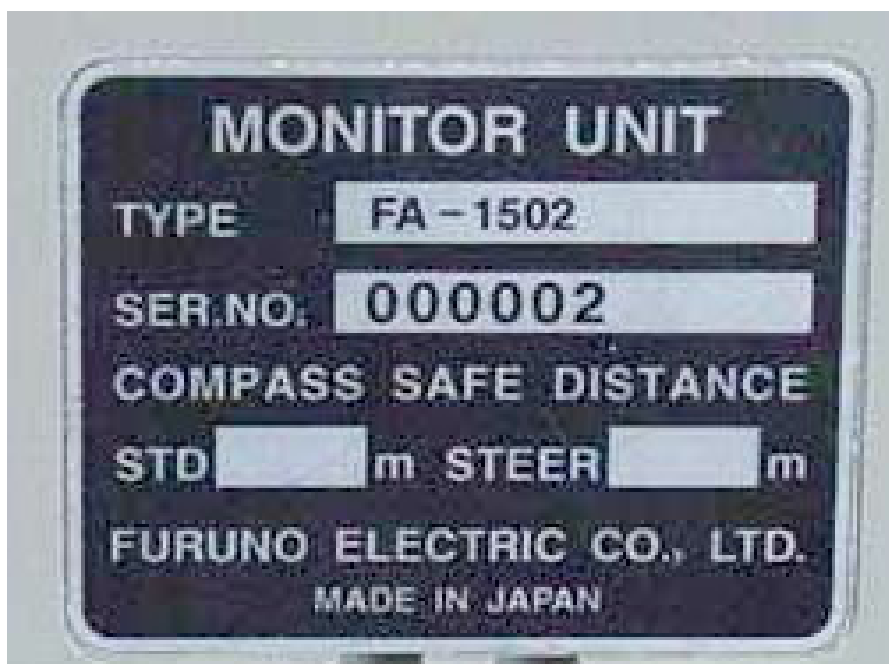 MONITOR UNIT
TYPE FA-1502
SER.NO. 000002
COMPASS SAFE DISTANCE
STD m STEER m
FURUNO ELECTRIC CO., LTD.
MADE IN JAPAN